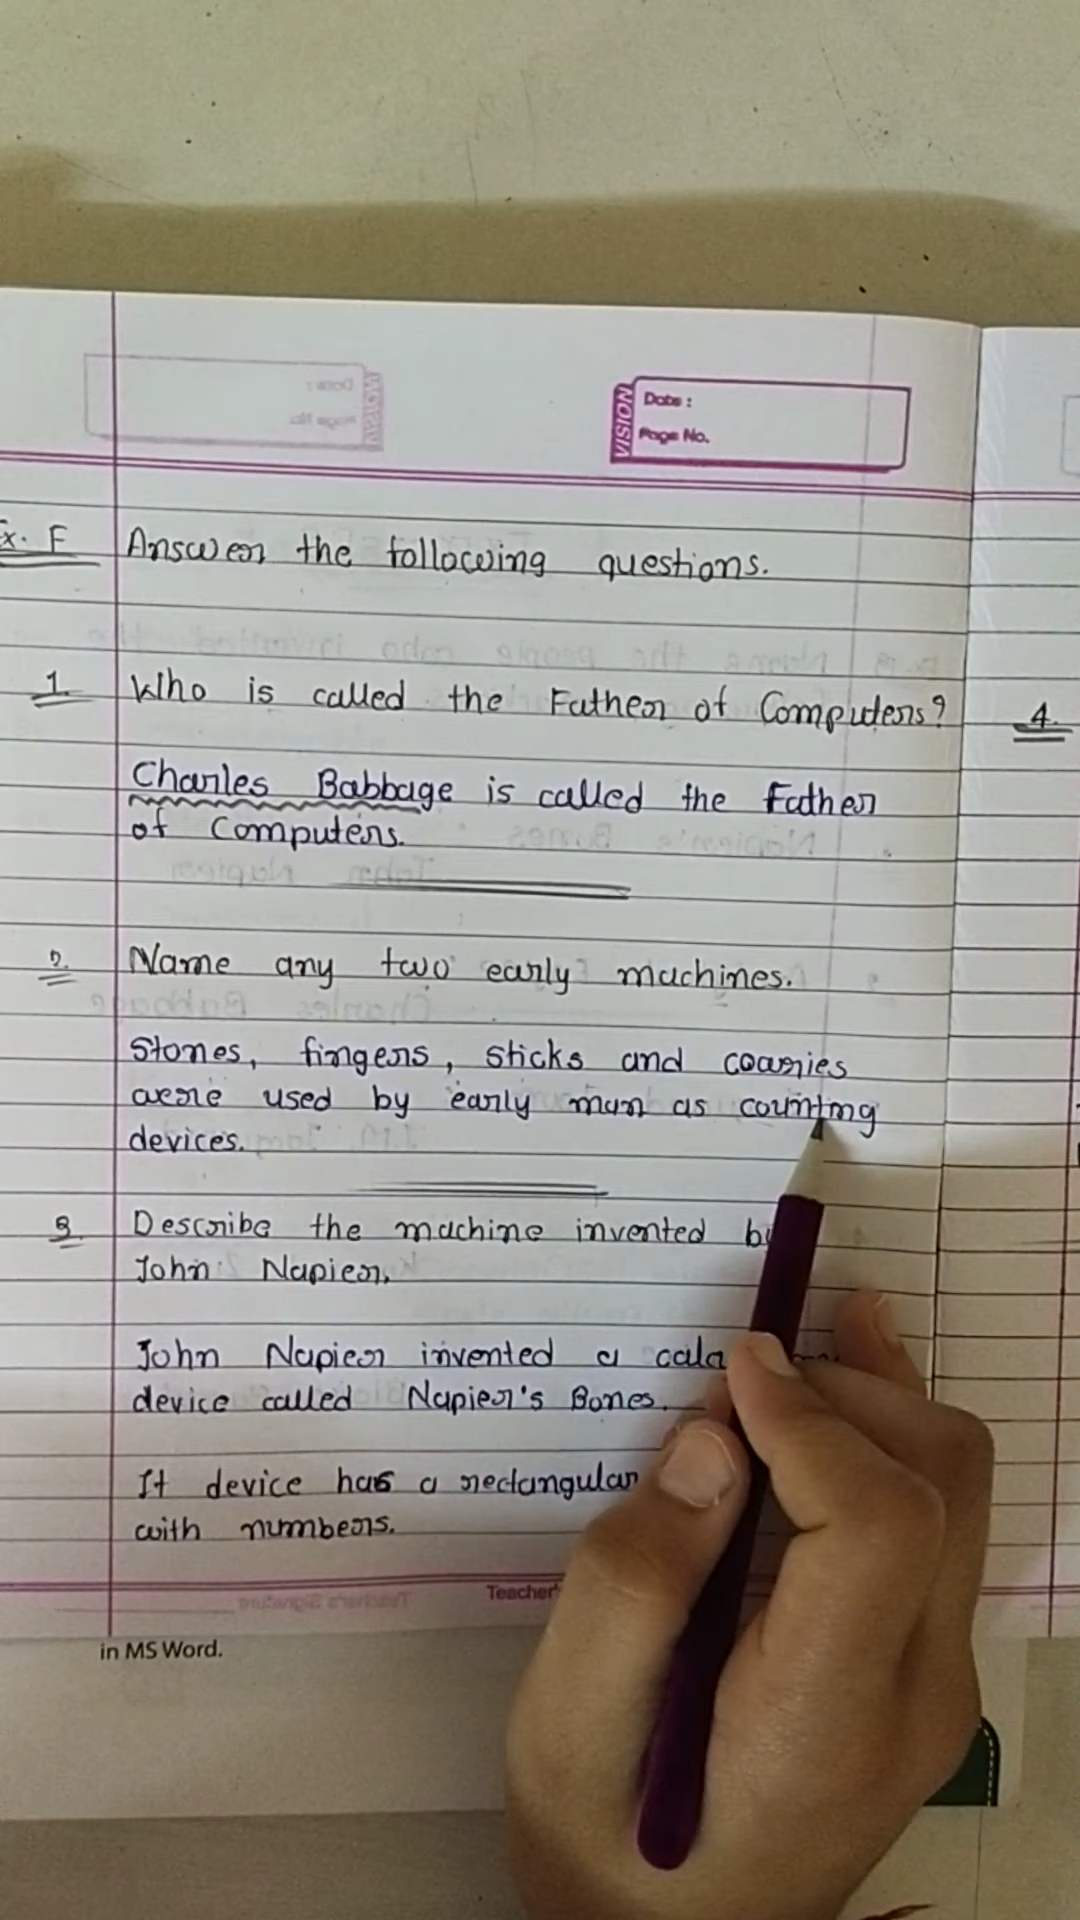 VISION
Date :
Page No.
Ex. F Answer the following questions.
1. Who is called the Father of Computers?
4.
Charles Babbage is called the Father
of Computers.
2. Name any two early machines.
Stones, fingers, sticks and cowries
were used by early man as counting
devices.
3. Describe the machine invented
John Napier.
John Napier invented a
device called Napier's Bones.
It device has a rectangular
with numbers.
Teacher'
in MS Word.